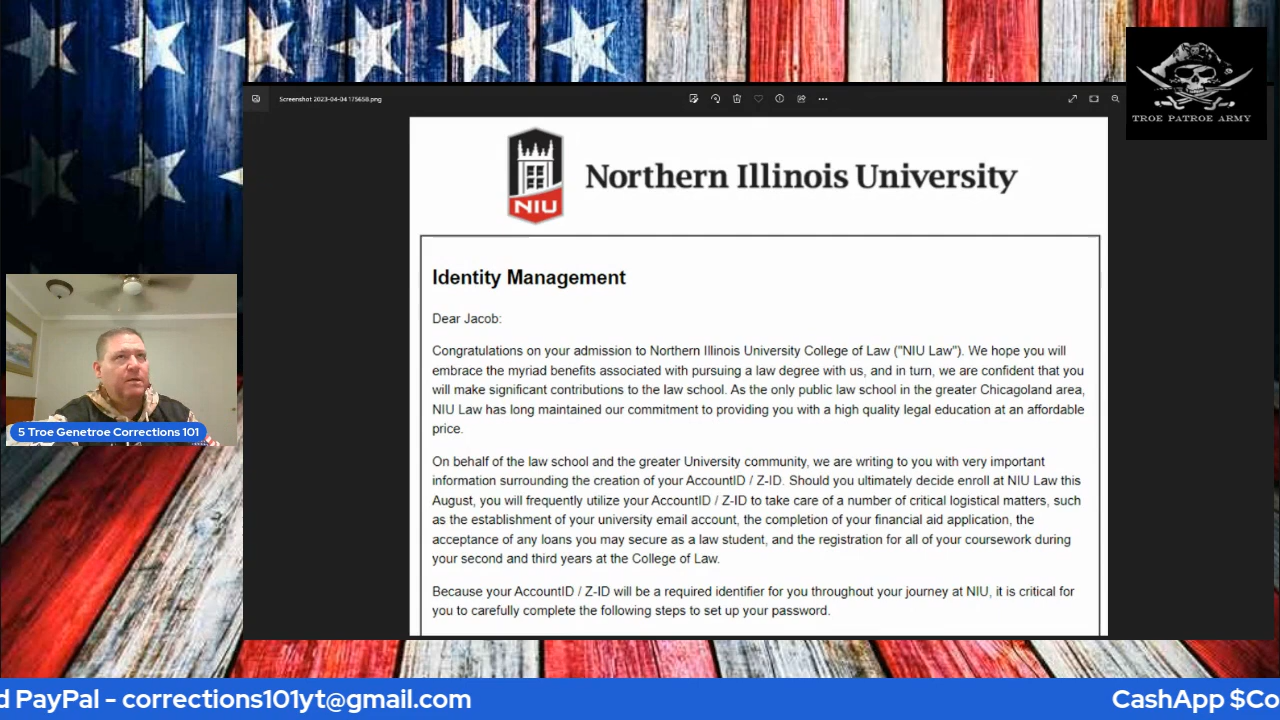 Screenshot 2023-04-04 175658.png
TROE PATROE ARMY
NIU
Northern Illinois University
Identity Management
Dear Jacob:
Congratulations on your admission to Northern Illinois University College of Law ("NIU Law"). We hope you will
embrace the myriad benefits associated with pursuing a law degree with us, and in turn, we are confident that you
will make significant contributions to the law school. As the only public law school in the greater Chicagoland area,
NIU Law has long maintained our commitment to providing you with a high quality legal education at an affordable
price.
On behalf of the law school and the greater University community, we are writing to you with very important
information surrounding the creation of your AccountID / Z-ID. Should you ultimately decide enroll at NIU Law this
August, you will frequently utilize your AccountID / Z-ID to take care of a number of critical logistical matters, such
as the establishment of your university email account, the completion of your financial aid application, the
acceptance of any loans you may secure as a law student, and the registration for all of your coursework during
your second and third years at the College of Law.
Because your AccountID / Z-ID will be a required identifier for you throughout your journey at NIU, it is critical for
you to carefully complete the following steps to set up your password.
5 Troe Genetroe Corrections 101
d PayPal - corrections101yt@gmail.com
CashApp $Co